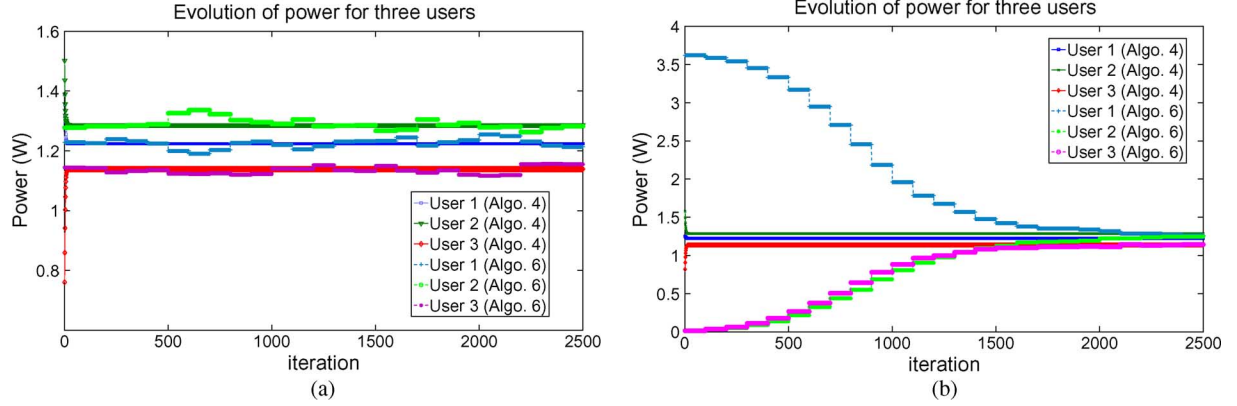 Evolution of power for three users
Power (W)
1.6
1.4
1.2
1
0.8
User 1 (Algo. 4)
User 2 (Algo. 4)
User 3 (Algo. 4)
User 1 (Algo. 6)
User 2 (Algo. 6)
User 3 (Algo. 6)
0 500 1000 1500 2000 2500
iteration
(a)
Evolution of power for three users
Power (W)
4
3.5
3
2.5
2
1.5
1
0.5
0
User 1 (Algo. 4)
User 2 (Algo. 4)
User 3 (Algo. 4)
User 1 (Algo. 6)
User 2 (Algo. 6)
User 3 (Algo. 6)
0 500 1000 1500 2000 2500
iteration
(b)